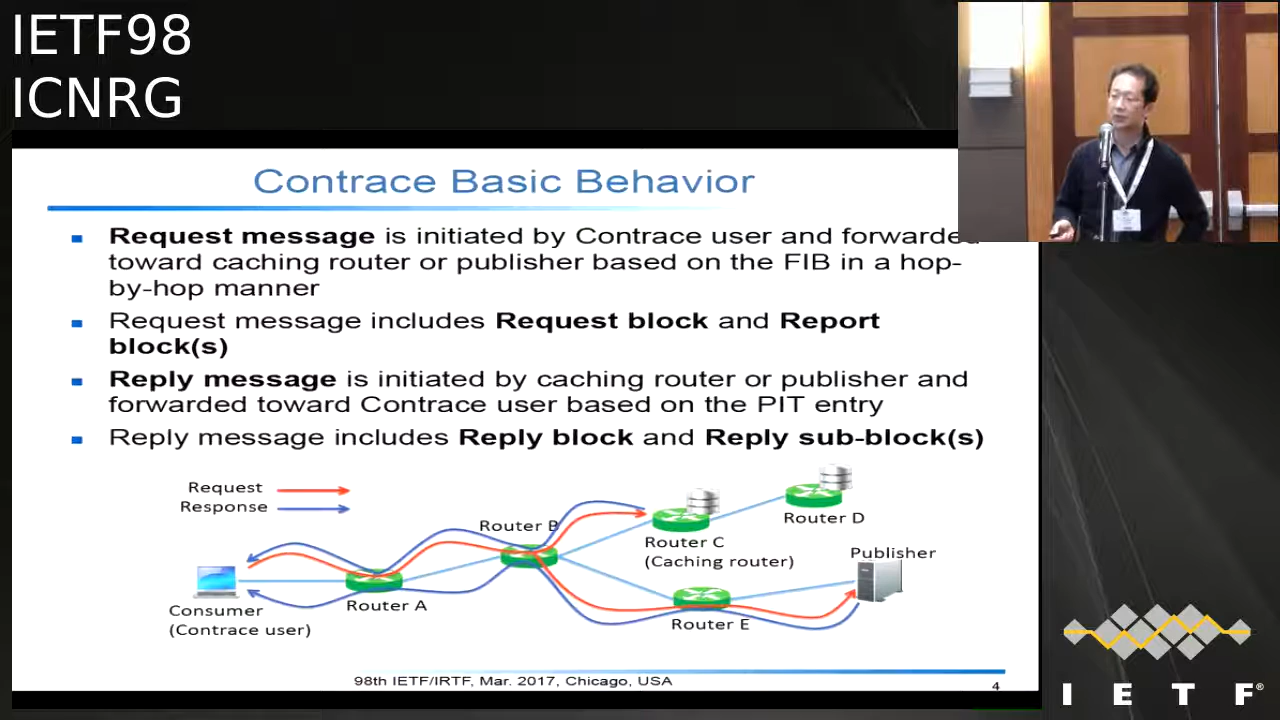 IETF98
ICNRG
Contrace Basic Behavior
Request message is initiated by Contrace user and forwarded
toward caching router or publisher based on the FIB in a hop-
by-hop manner
Request message includes Request block and Report
block(s)
Reply message is initiated by caching router or publisher and
forwarded toward Contrace user based on the PIT entry
Reply message includes Reply block and Reply sub-block(s)
Request
Response
Router B
Router D
Router C
(Caching router)
Publisher
Consumer
(Contrace user)
Router A
Router E
98th IETF/IRTF, Mar. 2017, Chicago, USA
4
I E T F®